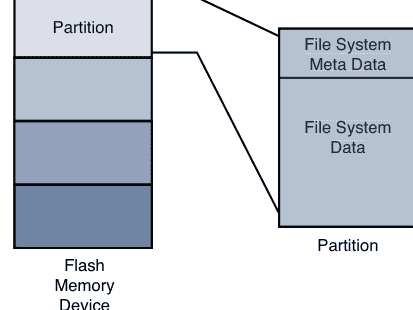 Partition
File System
Meta Data
File System
Data
Partition
Flash
Memory
Device